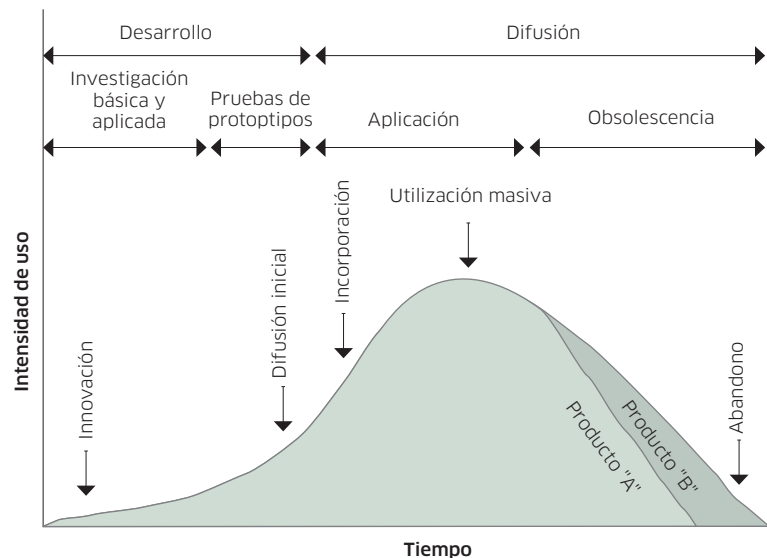 Desarrollo
Difusión
Investigación
básica y
aplicada
Pruebas de
protoptipos
Aplicación
Obsolescencia
Utilización masiva
Incorporación
Difusión inicial
Innovación
Abandono
Producto "A"
Producto "B"
Intensidad de uso
Tiempo